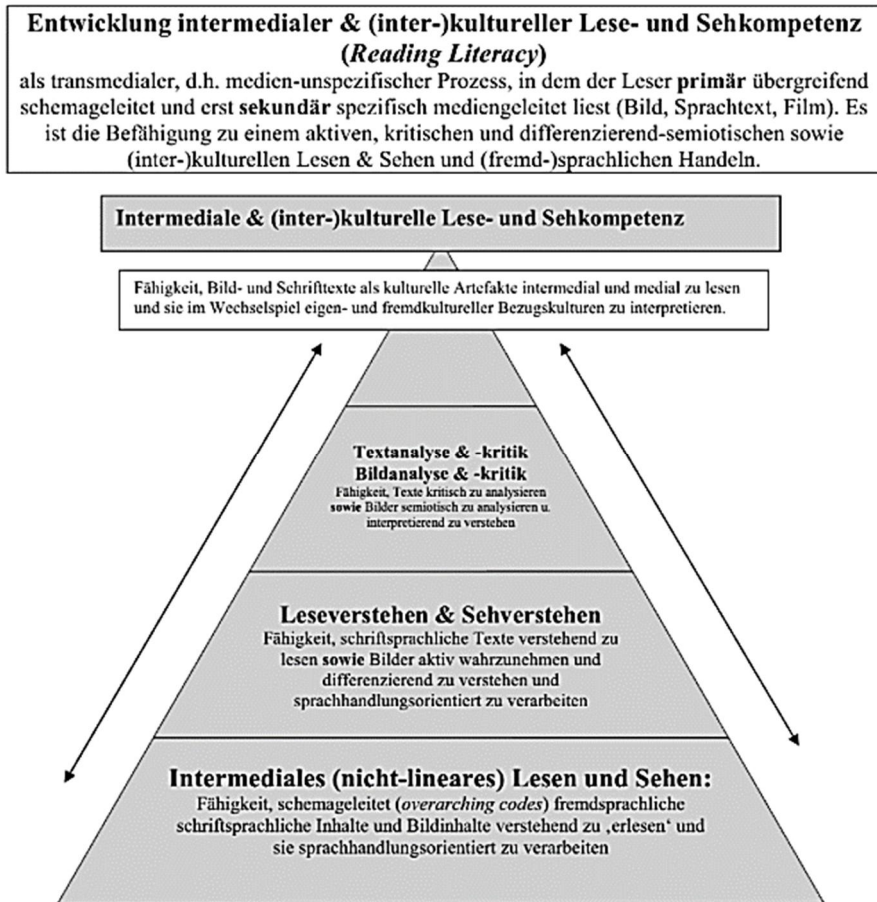 Entwicklung intermedialer & (inter-)kultureller Lese- und Sehkompetenz
(Reading Literacy)
als transmedialer, d.h. medien-unspezifischer Prozess, in dem der Leser primär übergreifend
schemageleitet und erst sekundär spezifisch mediengeleitet liest (Bild, Sprachtext, Film). Es
ist die Befähigung zu einem aktiven, kritischen und differenzierend-semiotischen sowie
(inter-)kulturellen Lesen & Sehen und (fremd-)sprachlichen Handeln.
Intermediale & (inter-)kulturelle Lese- und Sehkompetenz
Fähigkeit, Bild- und Schrifttexte als kulturelle Artefakte intermedial und medial zu lesen
und sie im Wechselspiel eigen- und fremdkultureller Bezugskulturen zu interpretieren.
Textanalyse & -kritik
Bildanalyse & -kritik
Fähigkeit, Texte kritisch zu analysieren
sowie Bilder semiotisch zu analysieren u.
interpretierend zu verstehen
Leseverstehen & Sehverstehen
Fähigkeit, schriftsprachliche Texte verstehend zu
lesen sowie Bilder aktiv wahrzunehmen und
differenzierend zu verstehen und
sprachhandlungsorientiert zu verarbeiten
Intermediales (nicht-lineares) Lesen und Sehen:
Fähigkeit, schemageleitet (overarching codes) fremdsprachliche
schriftsprachliche Inhalte und Bildinhalte verstehend zu ‚erlesen‘ und
sie sprachhandlungsorientiert zu verarbeiten